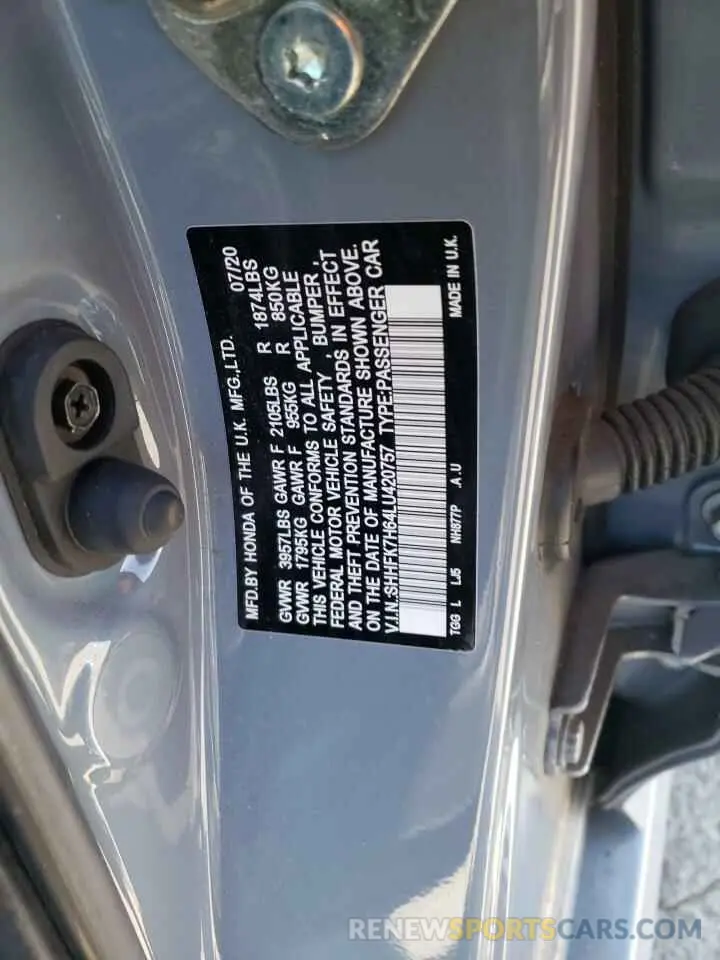 MFD.BY HONDA OF THE U.K. MFG.,LTD. 07/20
GVWR 3957LBS GAWR F 2105LBS R 1874LBS
GVWR 1795KG GAWR F 955KG R 850KG
THIS VEHICLE CONFORMS TO ALL APPLICABLE
FEDERAL MOTOR VEHICLE SAFETY , BUMPER ,
AND THEFT PREVENTION STANDARDS IN EFFECT
ON THE DATE OF MANUFACTURE SHOWN ABOVE.
V.I.N.:SHHFK7H64LU420757 TYPE:PASSENGER CAR
TGG L LJ5 NH877P A.U MADE IN U.K.
RENEWSPORTSCARS.COM